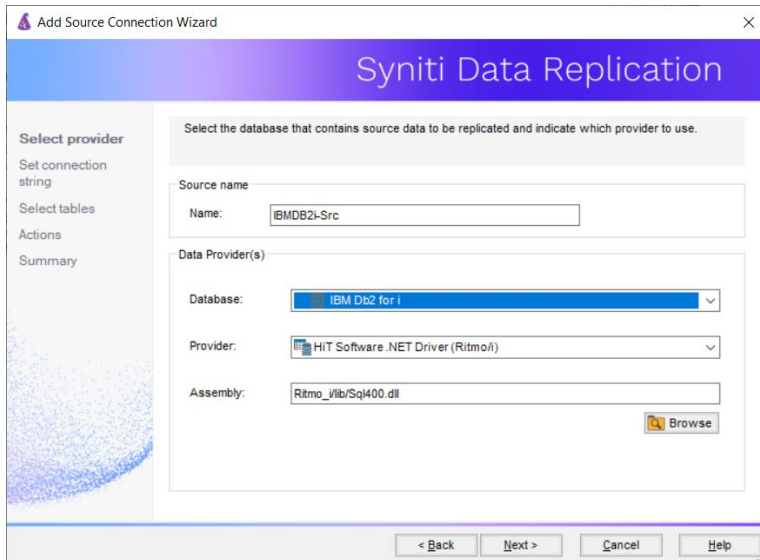 Add Source Connection Wizard
Syniti Data Replication
Select provider
Set connection
string
Select tables
Actions
Summary
Select the database that contains source data to be replicated and indicate which provider to use.
Source name
Name:
IBMDB2i-Src
Data Provider(s)
Database:
IBM Db2 for i
Provider:
HiT Software .NET Driver (Ritmo/i)
Assembly:
Ritmo_i/lib/Sql400.dll
Browse
< Back
Next >
Cancel
Help